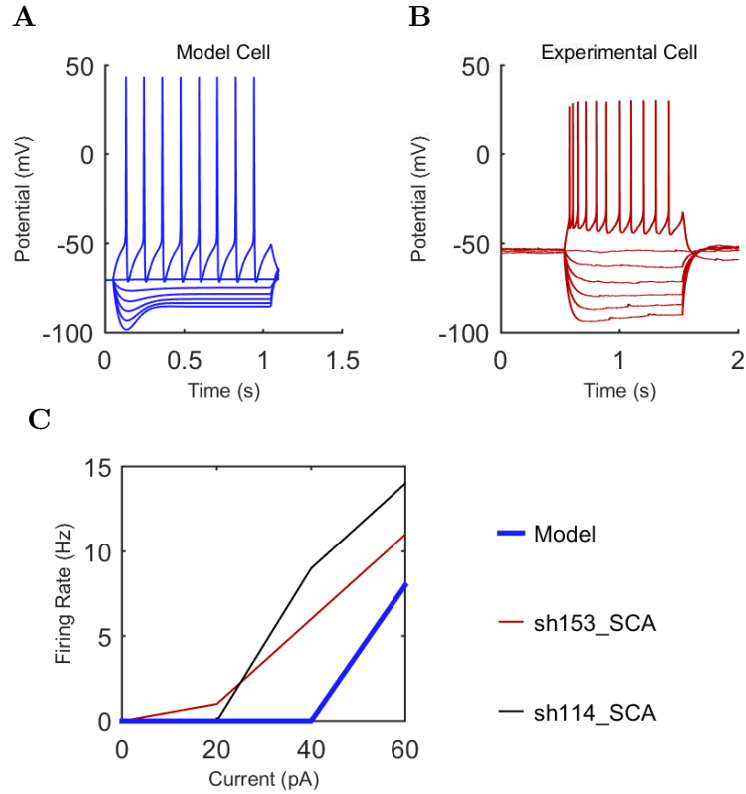 A
Model Cell
50
0
-50
-100
Potential (mV)
0
0.5
1
1.5
Time (s)
B
Experimental Cell
50
0
-50
-100
Potential (mV)
0
1
2
Time (s)
C
15
10
5
0
Firing Rate (Hz)
0
20
40
60
Current (pA)
Model
sh153_SCA
sh114_SCA